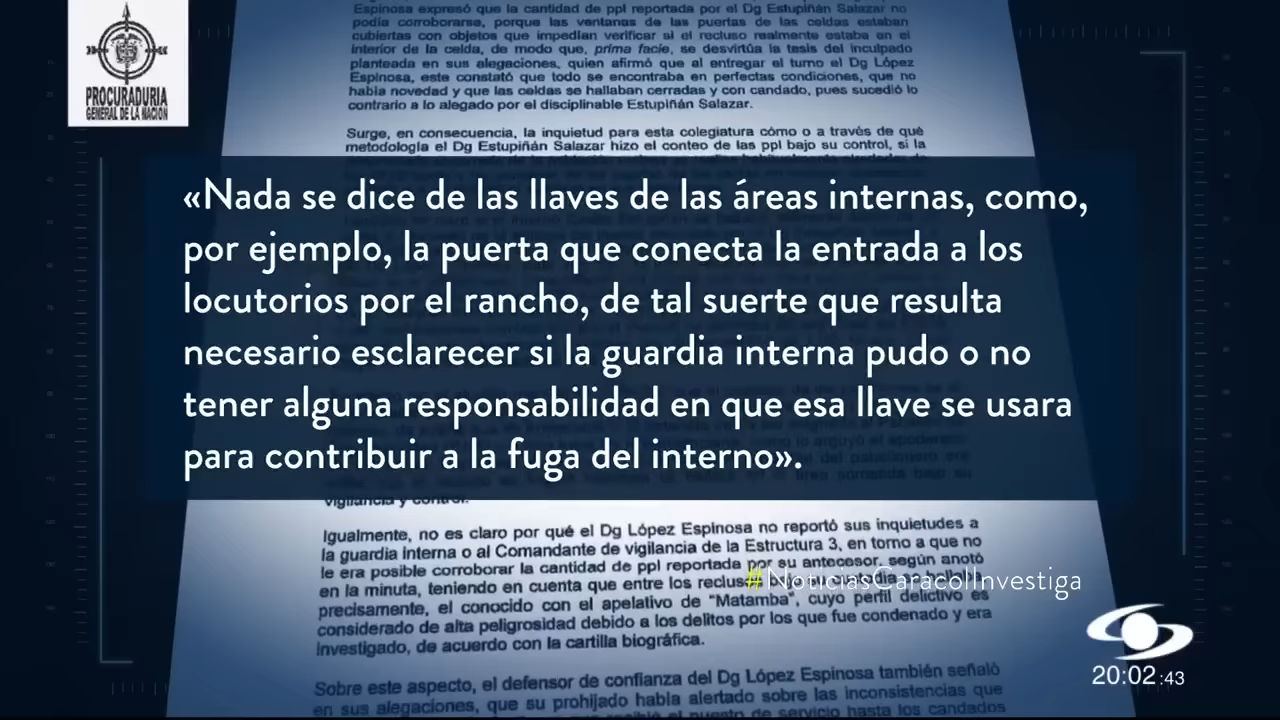 PROCURADURIA
GENERAL DE LA NACION
Espinosa expresó que la cantidad de ppl reportada por el Dg Estupiñán Salazar no
podía corroborarse, porque las ventanas de las puertas de las celdas estaban
cubiertas con objetos que impedían verificar si el recluso realmente estaba en el
interior de la celda, de modo que, prima facie, se desvirtúa la tesis del inculpado
planteada en sus alegaciones, quien afirmó que al entregar el turno el Dg López
Espinosa, este constató que todo se encontraba en perfectas condiciones, que no
había novedad y que las celdas se hallaban cerradas y con candado, pues sucedió lo
contrario a lo alegado por el disciplinable Estupiñán Salazar.
Surge, en consecuencia, la inquietud para esta colegiatura cómo o a través de qué
metodología el Dg Estupiñán Salazar hizo el conteo de las ppl bajo su control, si la
«Nada se dice de las llaves de las áreas internas, como,
por ejemplo, la puerta que conecta la entrada a los
locutorios por el rancho, de tal suerte que resulta
necesario esclarecer si la guardia interna pudo o no
tener alguna responsabilidad en que esa llave se usara
para contribuir a la fuga del interno».
vigilancia y control.
Igualmente, no es claro por qué el Dg López Espinosa no reportó sus inquietudes a
la guardia interna o al Comandante de vigilancia de la Estructura 3, en torno a que no
le era posible corroborar la cantidad de ppl reportada por su antecesor, según anotó
en la minuta, teniendo en cuenta que entre los
#NoticiasCaracolInvestiga
precisamente, el conocido con el apelativo de "Matamba", cuyo perfil delictivo es
considerado de alta peligrosidad debido a los delitos por los que fue condenado y era
investigado, de acuerdo con la cartilla biográfica.
Sobre este aspecto, el defensor de confianza del Dg López Espinosa también señaló
en sus alegaciones, que su prohijado había alertado sobre las inconsistencias que
20:02:43